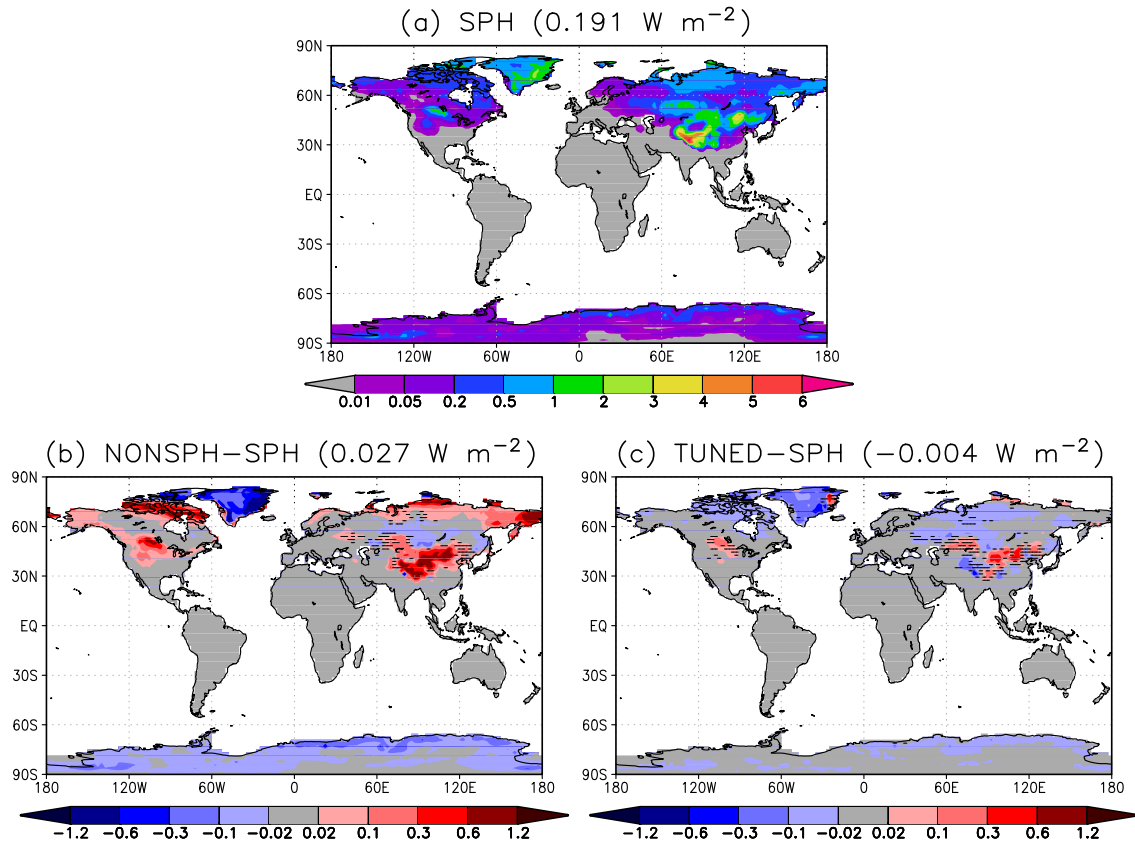 (a) SPH (0.191 W m−2)
90N
60N
30N
EQ
30S
60S
90S
180 120W 60W 0 60E 120E 180
0.01 0.05 0.2 0.5 1 2 3 4 5 6
(b) NONSPH−SPH (0.027 W m−2)
90N
60N
30N
EQ
30S
60S
90S
180 120W 60W 0 60E 120E 180
−1.2 −0.6 −0.3 −0.1 −0.02 0.02 0.1 0.3 0.6 1.2
(c) TUNED−SPH (−0.004 W m−2)
90N
60N
30N
EQ
30S
60S
90S
180 120W 60W 0 60E 120E 180
−1.2 −0.6 −0.3 −0.1 −0.02 0.02 0.1 0.3 0.6 1.2